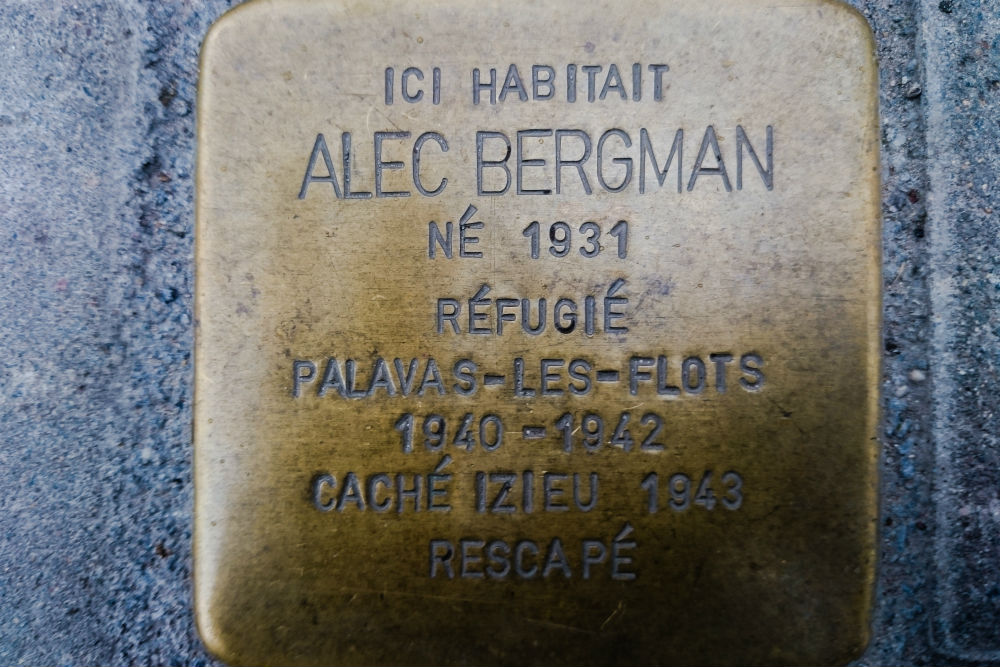 ICI HABITAIT
ALEC BERGMAN
NÉ 1931
RÉFUGIÉ
PALAVAS-LES-FLOTS
1940 - 1942
CACHÉ IZIEU 1943
RESCAPÉ